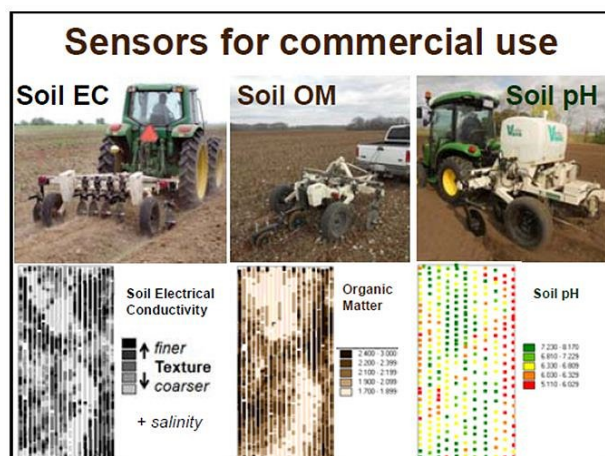 Sensors for commercial use
Soil EC
Soil OM
Soil pH
Soil Electrical
Conductivity
finer
Texture
coarser
+ salinity
Organic
Matter
2.400 - 3.000
2.200 - 2.399
2.100 - 2.199
1.900 - 2.099
1.700 - 1.899
Soil pH
7.230 - 8.170
6.810 - 7.229
6.330 - 6.809
6.030 - 6.329
5.110 - 6.029